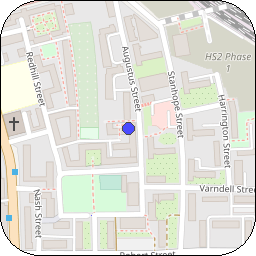 Redhill Street
Augustus Street
Stanhope Street
HS2 Phase
1
Harrington Street
Nash Street
Varndell Street
Robert Street